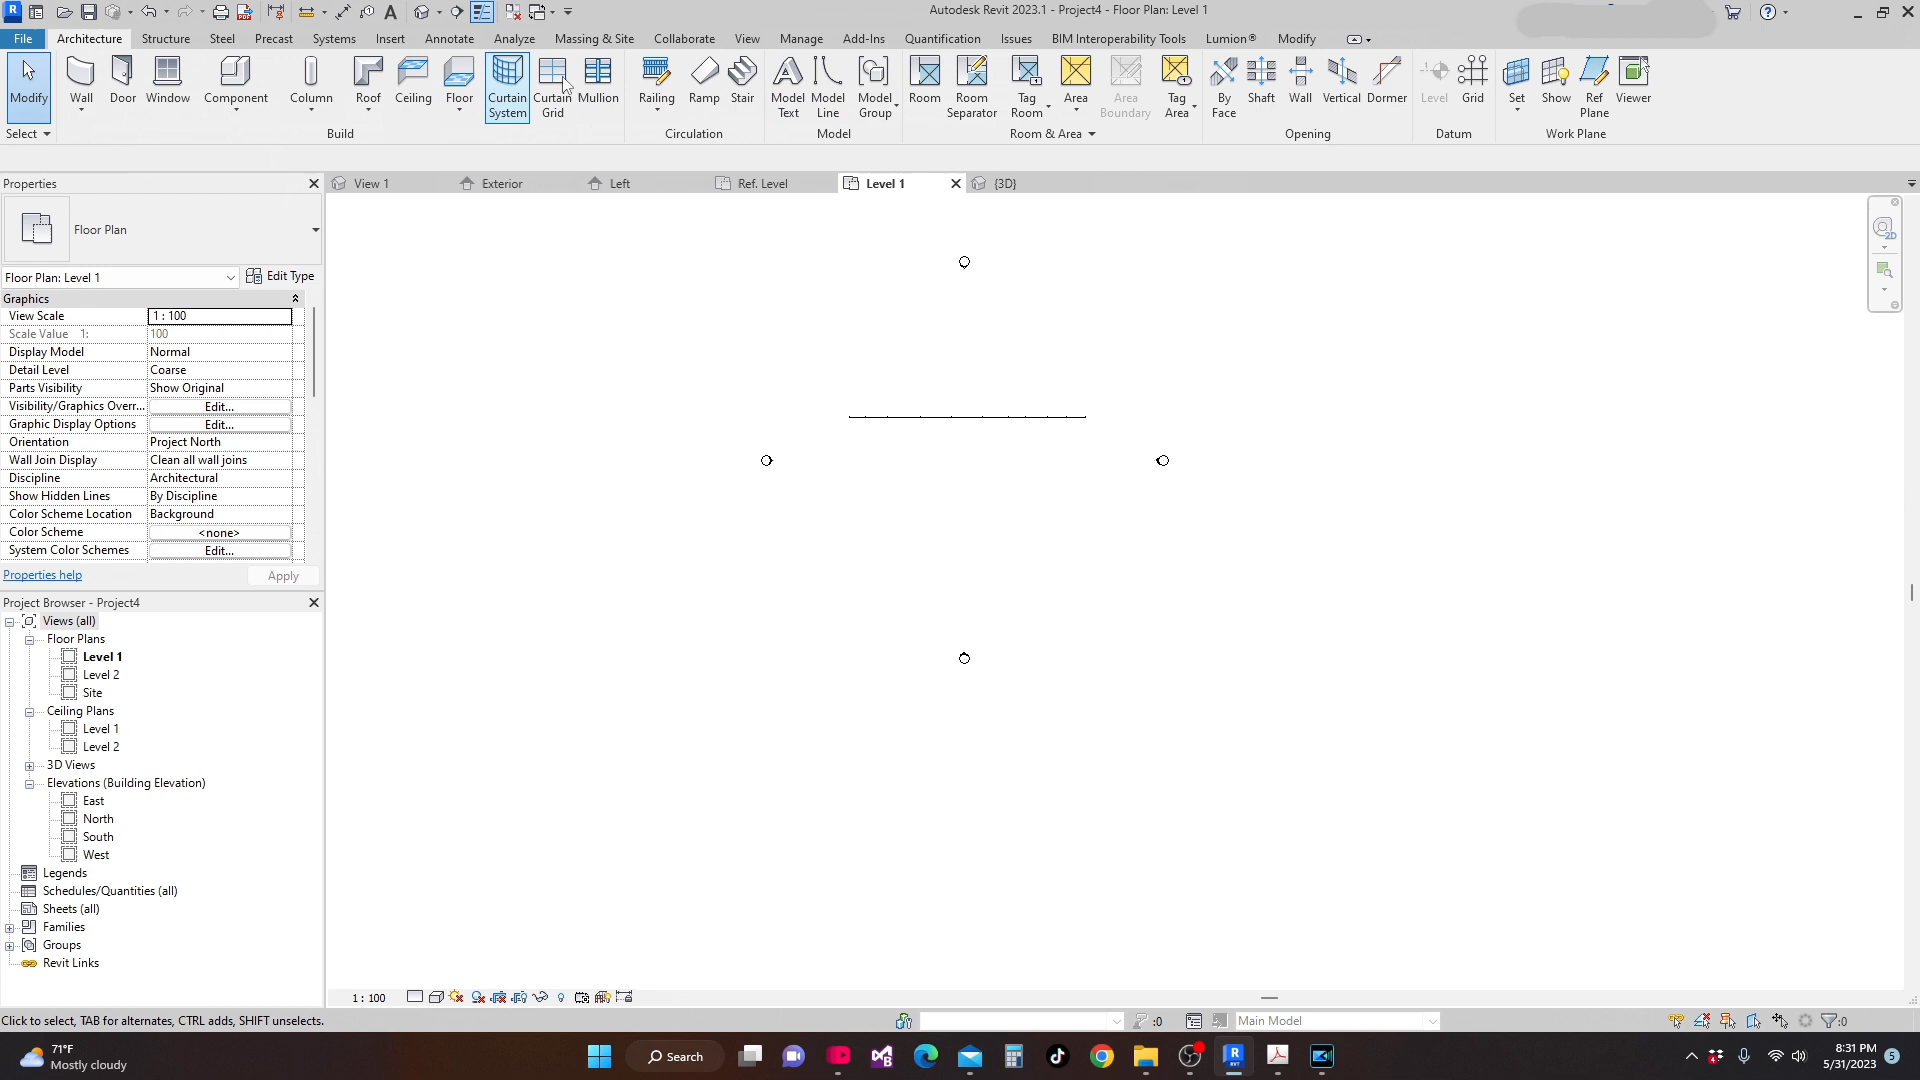 Autodesk Revit 2023.1 - Project4 - Floor Plan: Level 1
File Architecture Structure Steel Precast Systems Insert Annotate Analyze Massing & Site Collaborate View Manage Add-Ins Quantification Issues BIM Interoperability Tools Lumion® Modify
Modify Wall Door Window Component Column Roof Ceiling Floor Curtain System Curtain Grid Mullion Railing Ramp Stair Model Text Model Line Model Group Room Room Separator Tag Room Area Area Boundary Tag Area By Face Shaft Wall Vertical Dormer Level Grid Set Show Ref Plane Viewer
Select Build Circulation Model Room & Area Opening Datum Work Plane
Properties
View 1 Exterior Left Ref. Level Level 1 {3D}
Floor Plan
Floor Plan: Level 1 Edit Type
Graphics
View Scale 1 : 100
Scale Value 1: 100
Display Model Normal
Detail Level Coarse
Parts Visibility Show Original
Visibility/Graphics Overr... Edit...
Graphic Display Options Edit...
Orientation Project North
Wall Join Display Clean all wall joins
Discipline Architectural
Show Hidden Lines By Discipline
Color Scheme Location Background
Color Scheme <none>
System Color Schemes Edit...
Properties help Apply
Project Browser - Project4
Views (all)
Floor Plans
Level 1
Level 2
Site
Ceiling Plans
Level 1
Level 2
3D Views
Elevations (Building Elevation)
East
North
South
West
Legends
Schedules/Quantities (all)
Sheets (all)
Families
Groups
Revit Links
1 : 100
Click to select, TAB for alternates, CTRL adds, SHIFT unselects.
:0
Main Model
:0
71°F
Mostly cloudy
Search
8:31 PM
5/31/2023
5